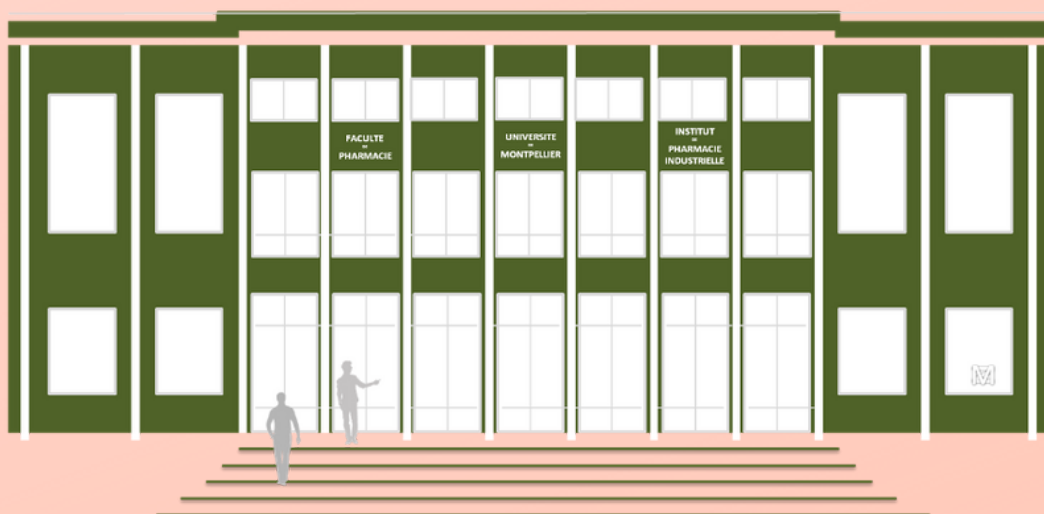 FACULTE
PHARMACIE
UNIVERSITE
MONTPELLIER
INSTITUT
PHARMACIE
INDUSTRIELLE